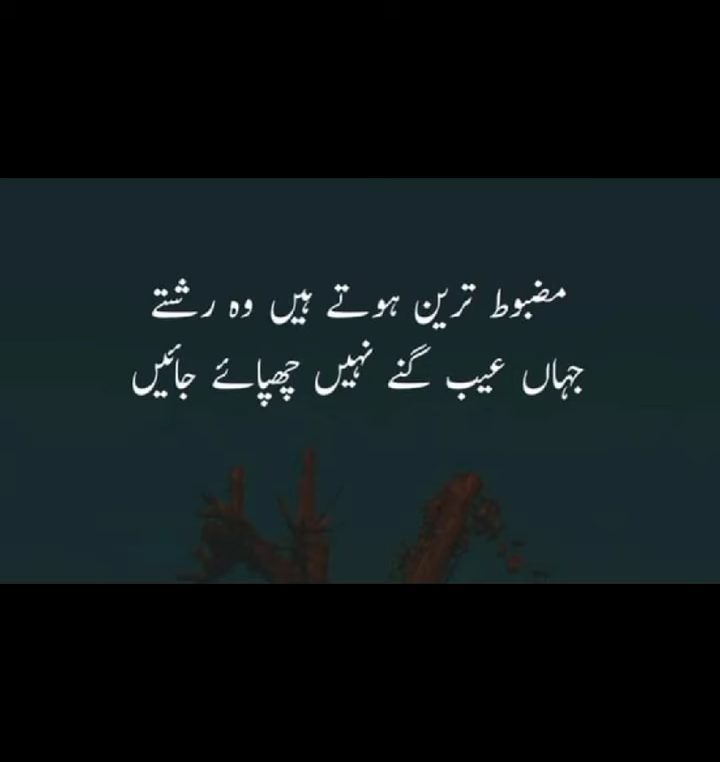 مضبوط ترین ہوتے ہیں وہ رشتے
جہاں عیب گنے نہیں چھپائے جائیں